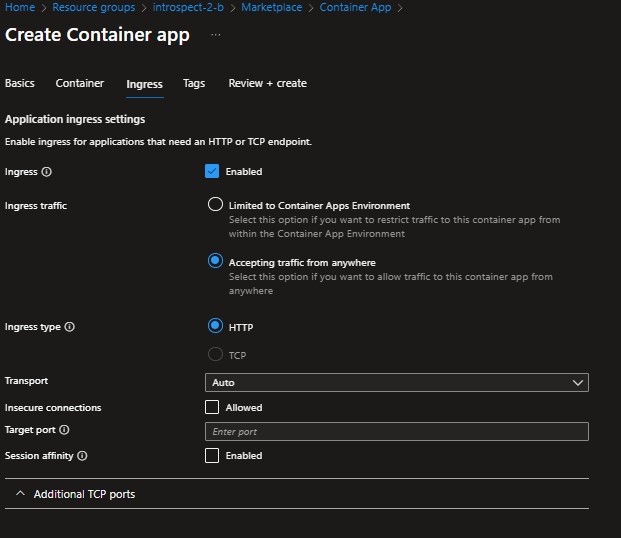 Home > Resource groups > introspect-2-b > Marketplace > Container App >
Create Container app ...
Basics Container Ingress Tags Review + create
Application ingress settings
Enable ingress for applications that need an HTTP or TCP endpoint.
Ingress Enabled
Ingress traffic Limited to Container Apps Environment
Select this option if you want to restrict traffic to this container app from
within the Container App Environment
Accepting traffic from anywhere
Select this option if you want to allow traffic to this container app from
anywhere
Ingress type HTTP
TCP
Transport Auto
Insecure connections Allowed
Target port Enter port
Session affinity Enabled
Additional TCP ports